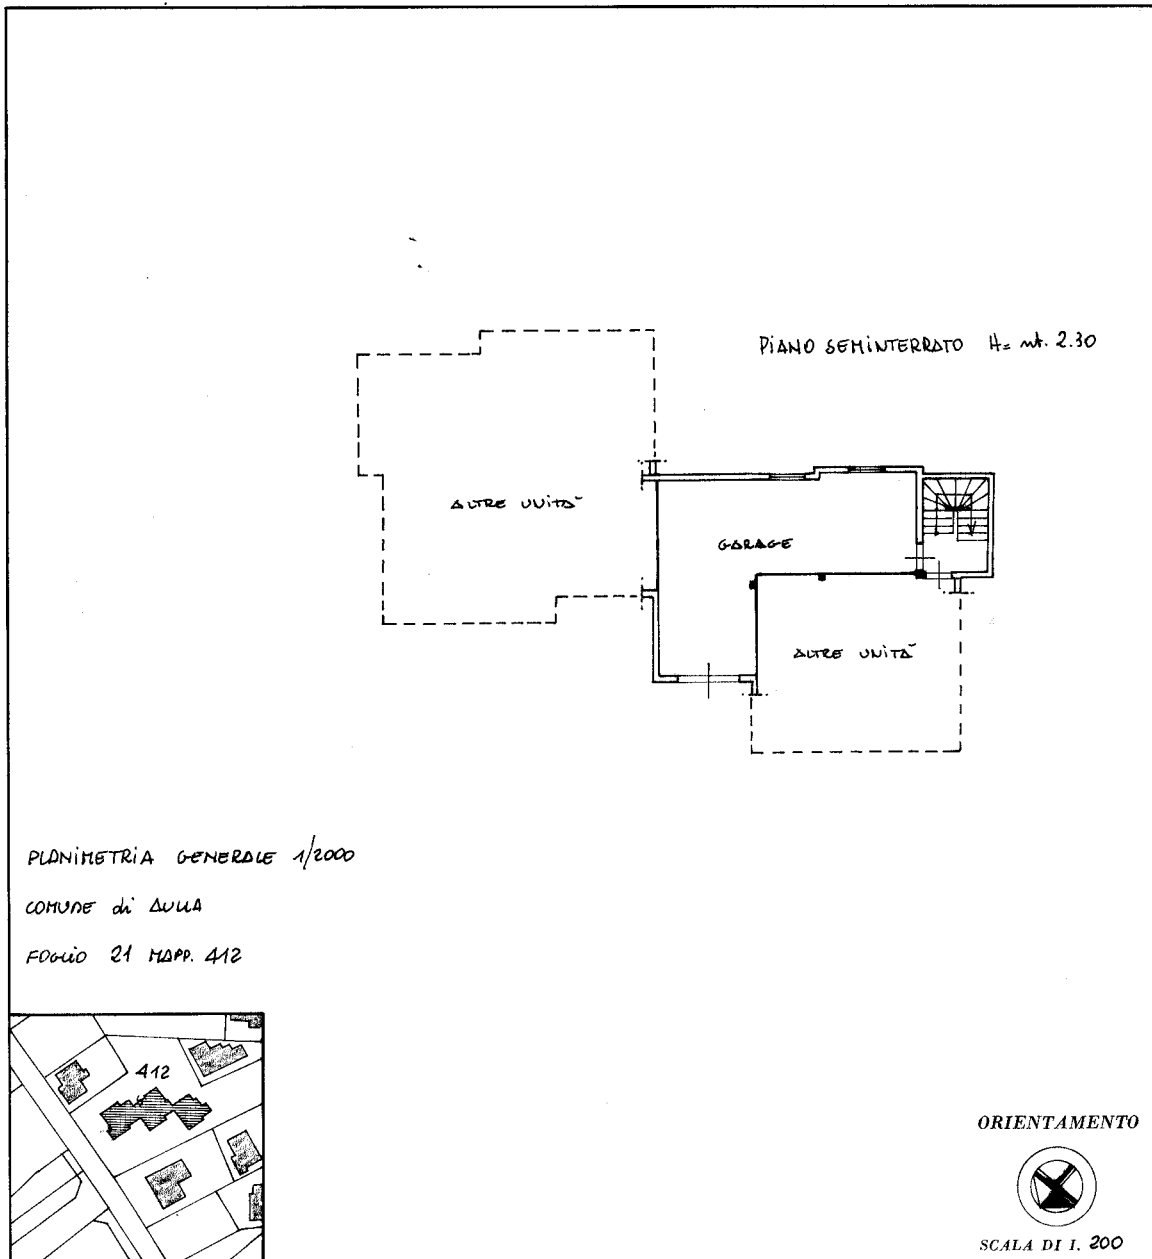 PIANO SEMINTERRATO H= mt. 2.30
ALTRE UNITÀ
GARAGE
ALTRE UNITÀ
PLANIMETRIA GENERALE 1/2000
COMUNE di AULLA
FOGLIO 21 MAPP. 412
412
ORIENTAMENTO
SCALA DI 1. 200